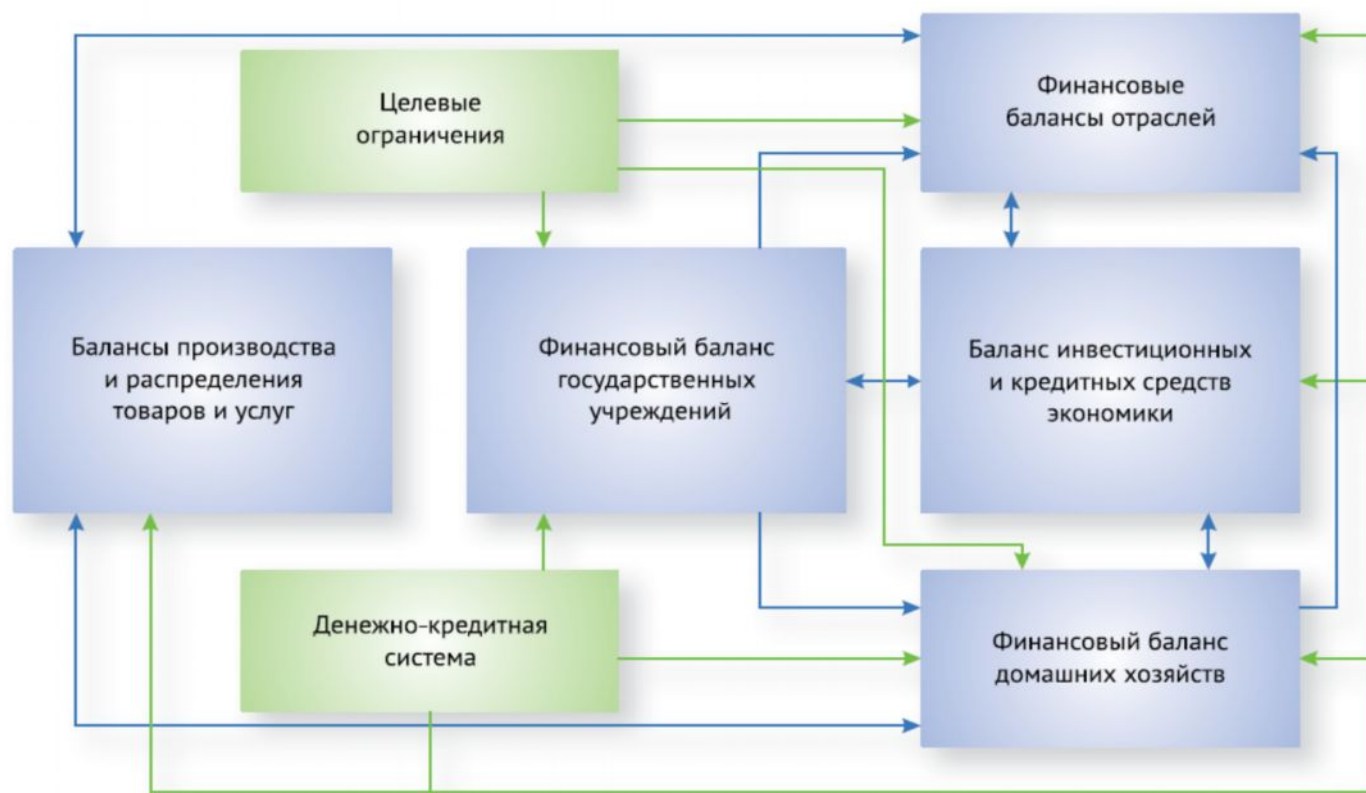 Целевые
ограничения
Финансовые
балансы отраслей
Балансы производства
и распределения
товаров и услуг
Финансовый баланс
государственных
учреждений
Баланс инвестиционных
и кредитных средств
экономики
Денежно-кредитная
система
Финансовый баланс
домашних хозяйств